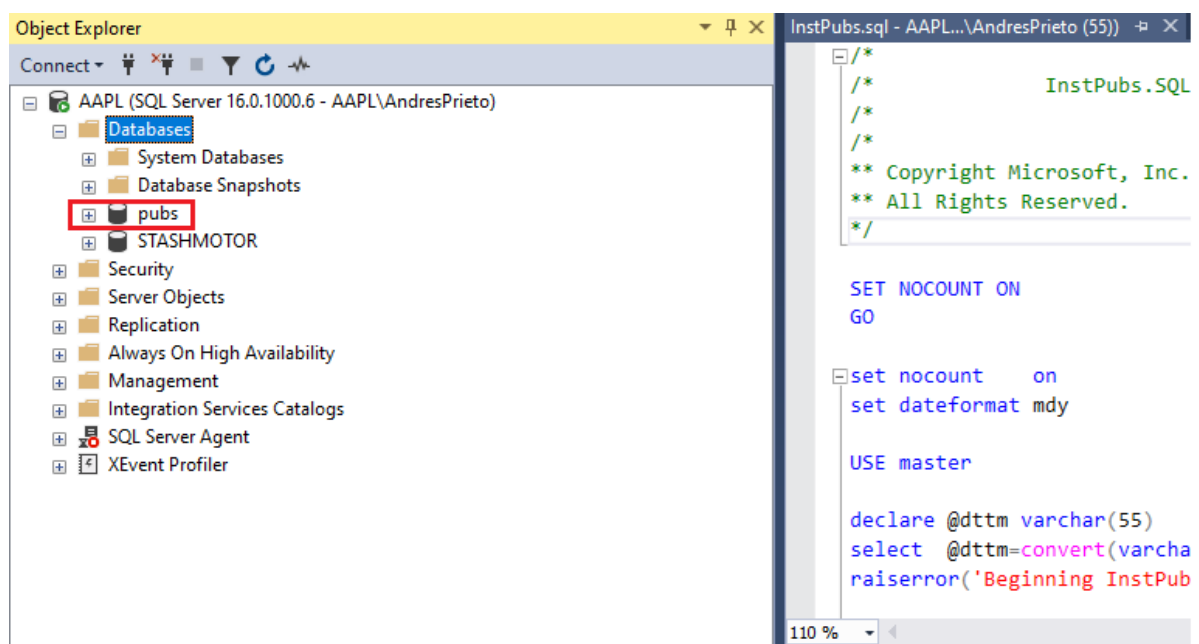 Object Explorer
Connect
AAPL (SQL Server 16.0.1000.6 - AAPL\AndresPrieto)
Databases
System Databases
Database Snapshots
pubs
STASHMOTOR
Security
Server Objects
Replication
Always On High Availability
Management
Integration Services Catalogs
SQL Server Agent
XEvent Profiler
InstPubs.sql - AAPL...\AndresPrieto (55))
/*
/* InstPubs.SQL
/*
/*
** Copyright Microsoft, Inc.
** All Rights Reserved.
*/
SET NOCOUNT ON
GO
set nocount on
set dateformat mdy
USE master
declare @dttm varchar(55)
select @dttm=convert(varcha
raiserror('Beginning InstPub
110 %